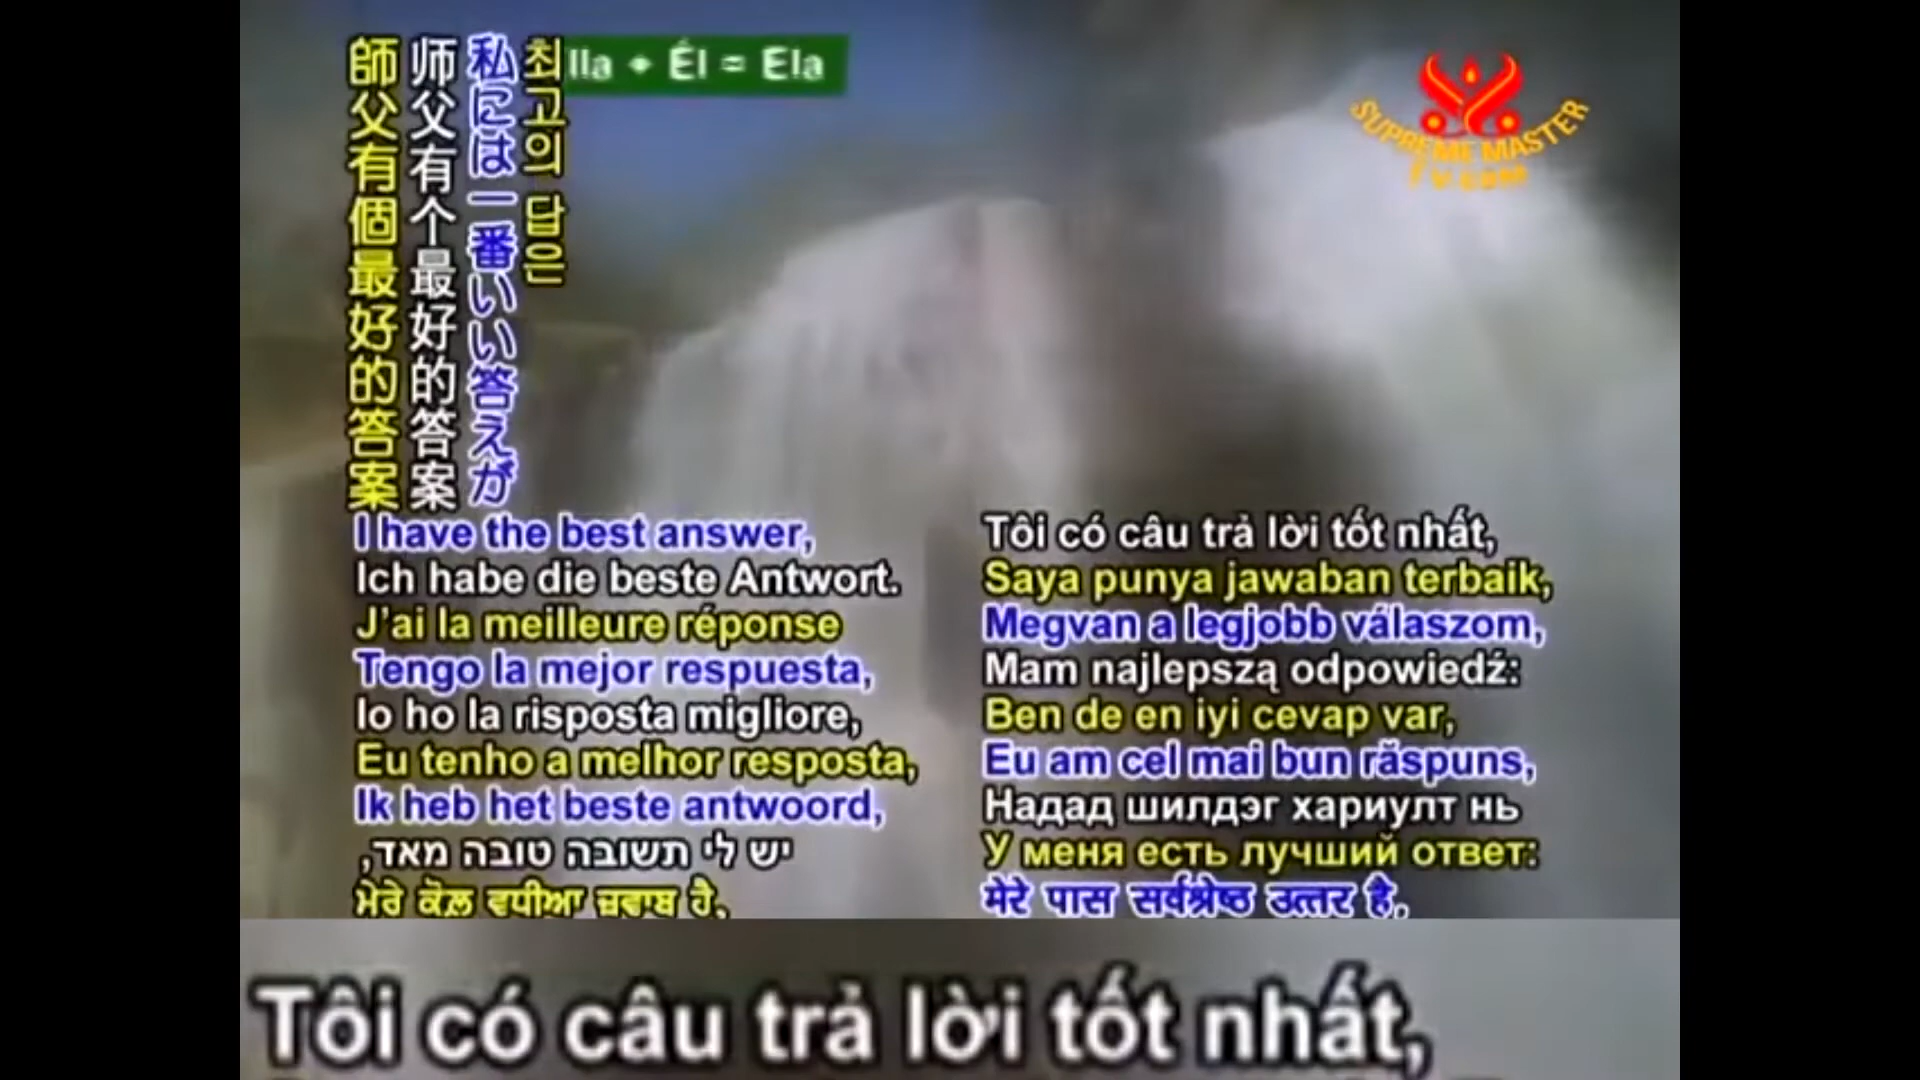 師父有個最好的答案
师父有个最好的答案
私には一番いい答えが
최고의 답은
lla + Él = Ela
SUPREME MASTER
TV.com
I have the best answer,
Ich habe die beste Antwort.
J'ai la meilleure réponse
Tengo la mejor respuesta,
Io ho la risposta migliore,
Eu tenho a melhor resposta,
Ik heb het beste antwoord,
יש לי תשובה טובה מאד,
ਮੇਰੇ ਕੋਲ ਵਧੀਆ ਜ਼ਵਾਬ ਹੈ,
Tôi có câu trả lời tốt nhất,
Saya punya jawaban terbaik,
Megvan a legjobb válaszom,
Mam najlepszą odpowiedź:
Ben de en iyi cevap var,
Eu am cel mai bun răspuns,
Надад шилдэг хариулт нь
У меня есть лучший ответ:
मेरे पास सर्वश्रेष्ठ उत्तर है,
Tôi có câu trả lời tốt nhất,